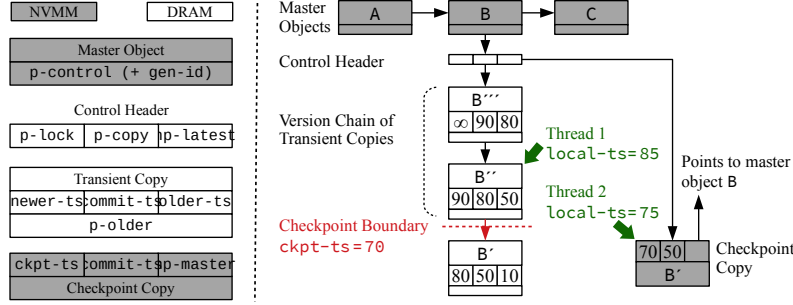 NVMM
DRAM
Master Object
p-control (+ gen-id)
Control Header
p-lock p-copy np-latest
Transient Copy
newer-ts commit-ts older-ts
p-older
ckpt-ts commit-ts np-master
Checkpoint Copy
Master
Objects
A
B
C
Control Header
Version Chain of
Transient Copies
B´´´
∞ 90 80
B´´
90 80 50
Thread 1
local-ts=85
Thread 2
local-ts=75
Points to master
object B
Checkpoint Boundary
ckpt-ts=70
B´
80 50 10
70 50
B´
Checkpoint
Copy